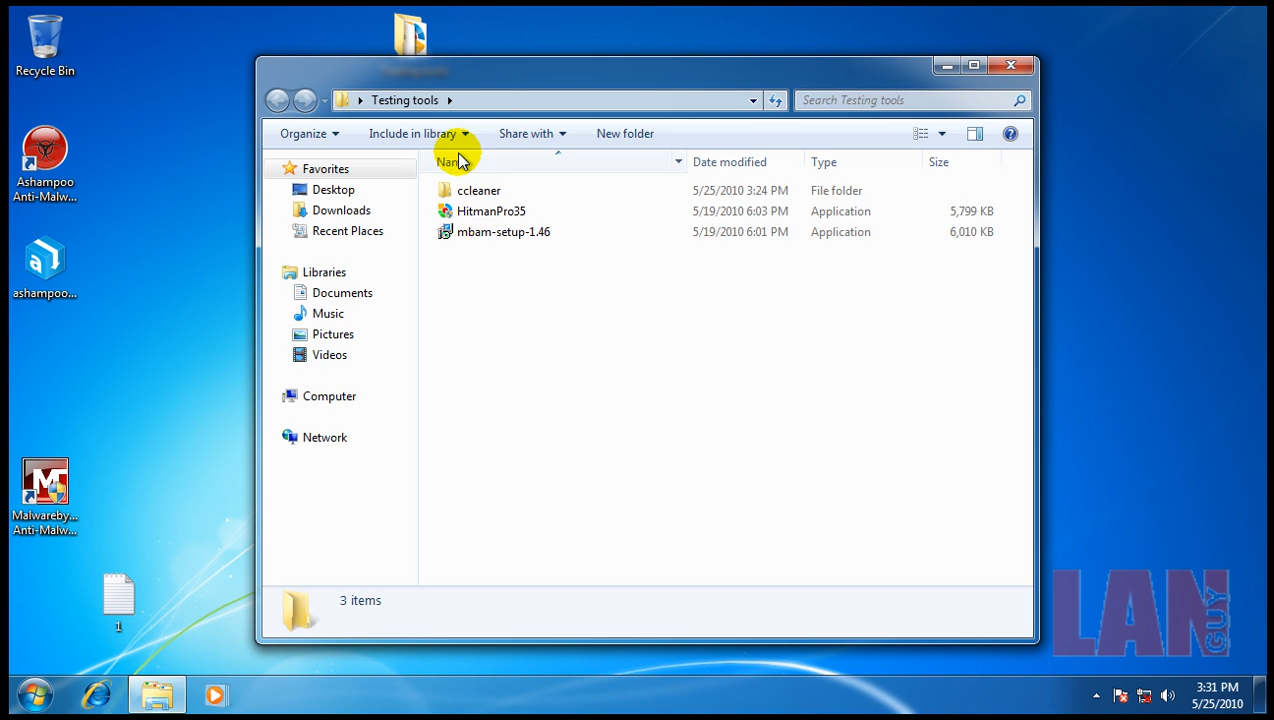 Recycle Bin
Ashampoo
Anti-Malw...
ashampoo...
Malwareby...
Anti-Malw...
1
Testing tools
Search Testing tools
Organize
Include in library
Share with
New folder
Name
Date modified
Type
Size
Favorites
Desktop
Downloads
Recent Places
Libraries
Documents
Music
Pictures
Videos
Computer
Network
ccleaner 5/25/2010 3:24 PM File folder
HitmanPro35 5/19/2010 6:03 PM Application 5,799 KB
mbam-setup-1.46 5/19/2010 6:01 PM Application 6,010 KB
3 items
LAN
GUY
3:31 PM
5/25/2010